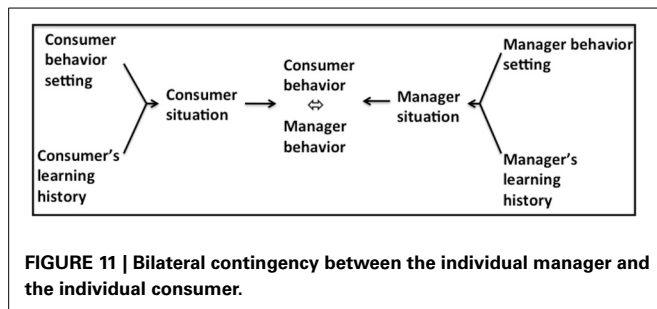 Consumer
behavior
setting
Consumer's
learning
history
Consumer
situation
Consumer
behavior
⇔
Manager
behavior
Manager
situation
Manager behavior
setting
Manager's
learning
history
FIGURE 11 | Bilateral contingency between the individual manager and
the individual consumer.